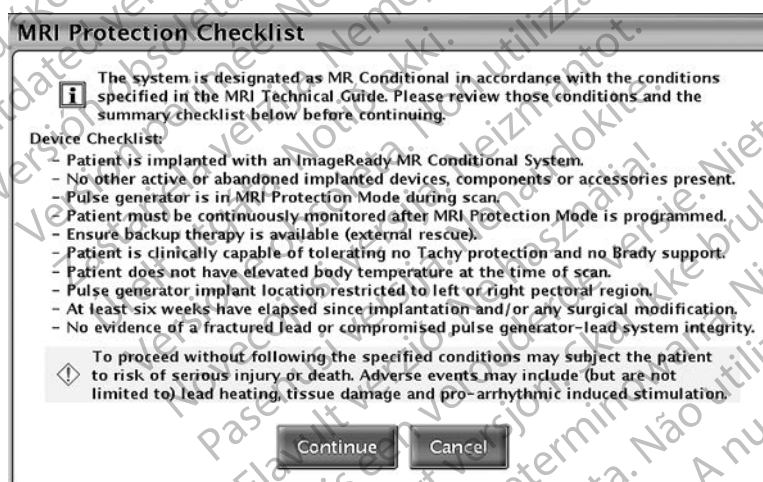 MRI Protection Checklist
The system is designated as MR Conditional in accordance with the conditions
specified in the MRI Technical Guide. Please review those conditions and the
summary checklist below before continuing.
Device Checklist:
- Patient is implanted with an ImageReady MR Conditional System.
- No other active or abandoned implanted devices, components or accessories present.
- Pulse generator is in MRI Protection Mode during scan.
- Patient must be continuously monitored after MRI Protection Mode is programmed.
- Ensure backup therapy is available (external rescue).
- Patient is clinically capable of tolerating no Tachy protection and no Brady support.
- Patient does not have elevated body temperature at the time of scan.
- Pulse generator implant location restricted to left or right pectoral region.
- At least six weeks have elapsed since implantation and/or any surgical modification.
- No evidence of a fractured lead or compromised pulse generator-lead system integrity.
To proceed without following the specified conditions may subject the patient
to risk of serious injury or death. Adverse events may include (but are not
limited to) lead heating, tissue damage and pro-arrhythmic induced stimulation.
Continue Cancel